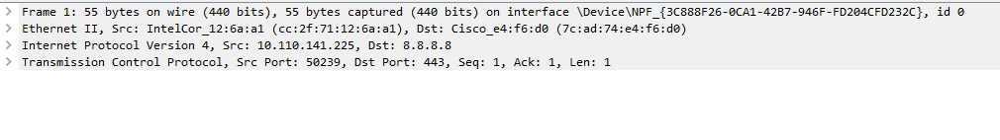 Frame 1: 55 bytes on wire (440 bits), 55 bytes captured (440 bits) on interface \Device\NPF_{3C888F26-0CA1-42B7-946F-FD204CFD232C}, id 0
Ethernet II, Src: IntelCor_12:6a:a1 (cc:2f:71:12:6a:a1), Dst: Cisco_e4:f6:d0 (7c:ad:74:e4:f6:d0)
Internet Protocol Version 4, Src: 10.110.141.225, Dst: 8.8.8.8
Transmission Control Protocol, Src Port: 50239, Dst Port: 443, Seq: 1, Ack: 1, Len: 1